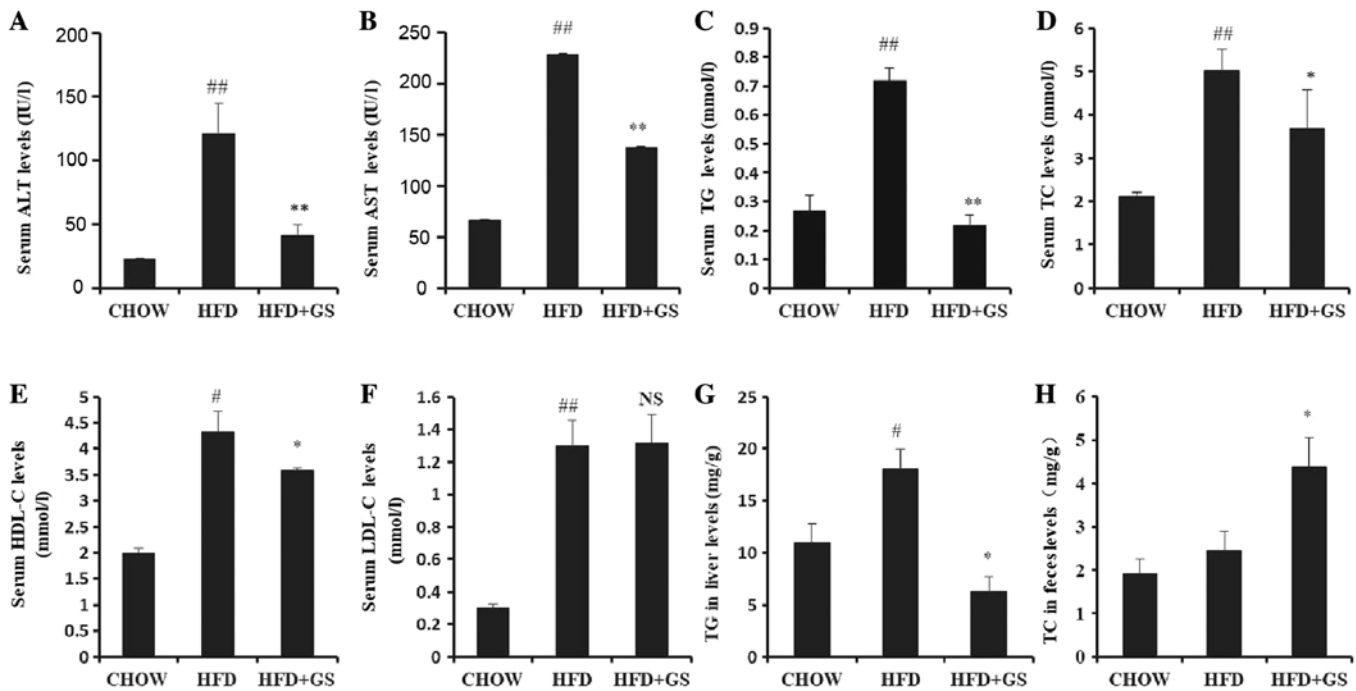 A
Serum ALT levels (IU/l)
200
150
100
50
0
##
**
CHOW HFD HFD+GS
B
Serum AST levels (IU/l)
250
200
150
100
50
0
##
**
CHOW HFD HFD+GS
C
Serum TG levels (mmol/l)
0.9
0.8
0.7
0.6
0.5
0.4
0.3
0.2
0.1
0
##
**
CHOW HFD HFD+GS
D
Serum TC levels (mmol/l)
6
5
4
3
2
1
0
##
*
CHOW HFD HFD+GS
E
Serum HDL-C levels
(mmol/l)
5
4.5
4
3.5
3
2.5
2
1.5
1
0.5
0
#
*
CHOW HFD HFD+GS
F
Serum LDL-C levels
(mmol/l)
1.6
1.4
1.2
1
0.8
0.6
0.4
0.2
0
##
NS
CHOW HFD HFD+GS
G
TG in liver levels (mg/g)
25
20
15
10
5
0
#
*
CHOW HFD HFD+GS
H
TC in feces levels（mg/g）
6
5
4
3
2
1
0
*
CHOW HFD HFD+GS